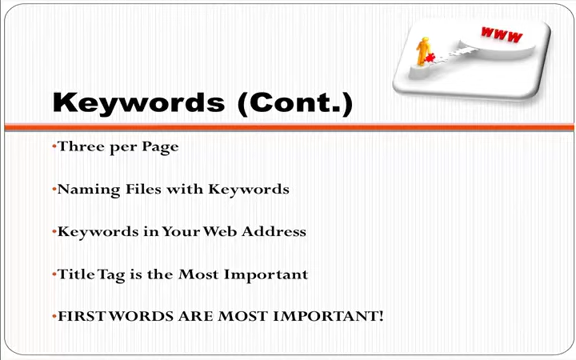 WWW
Keywords (Cont.)
•Three per Page
•Naming Files with Keywords
•Keywords in Your Web Address
•Title Tag is the Most Important
•FIRST WORDS ARE MOST IMPORTANT!